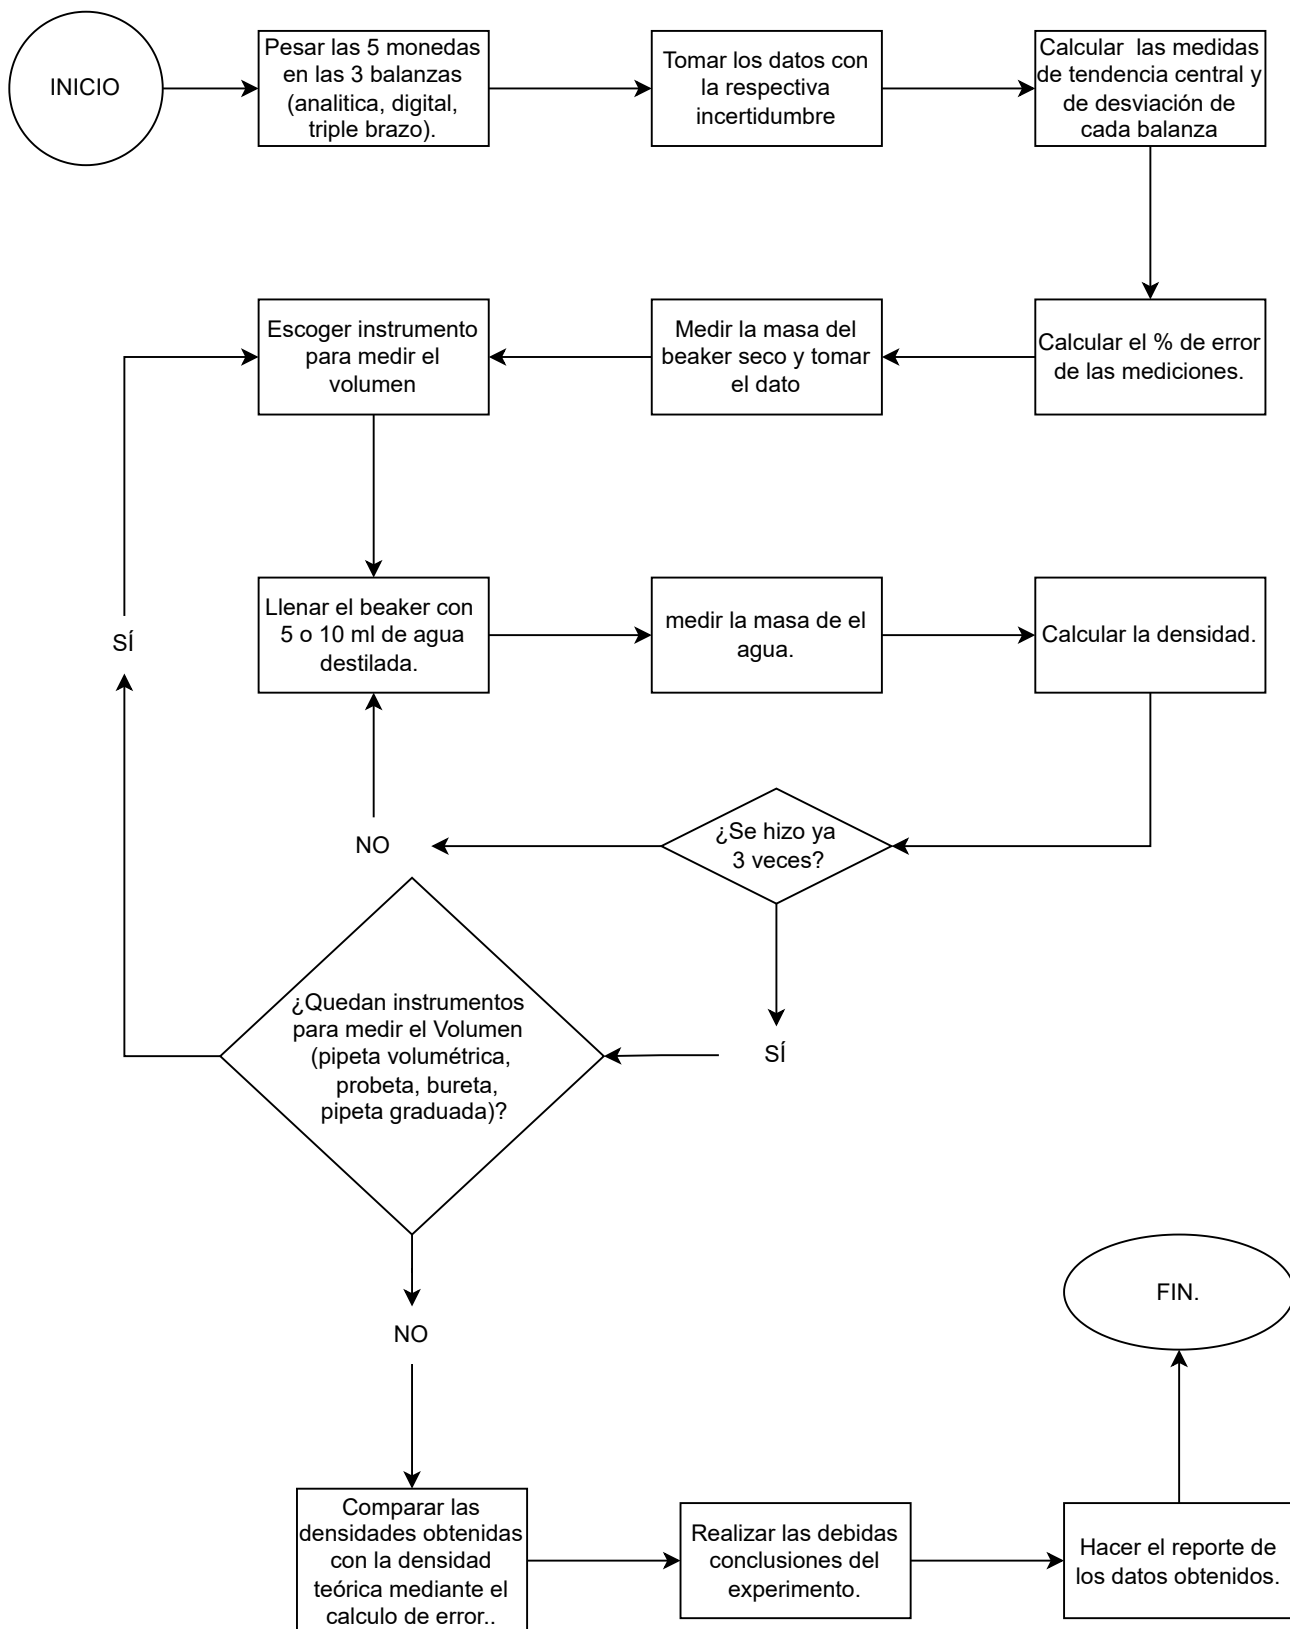 INICIO
Pesar las 5 monedas
en las 3 balanzas
(analitica, digital,
triple brazo).
Tomar los datos con
la respectiva
incertidumbre
Calcular las medidas
de tendencia central y
de desviación de
cada balanza
Calcular el % de error
de las mediciones.
Medir la masa del
beaker seco y tomar
el dato
Escoger instrumento
para medir el
volumen
Llenar el beaker con
5 o 10 ml de agua
destilada.
medir la masa de el
agua.
Calcular la densidad.
¿Se hizo ya
3 veces?
NO
SÍ
¿Quedan instrumentos
para medir el Volumen
(pipeta volumétrica,
probeta, bureta,
pipeta graduada)?
SÍ
NO
Comparar las
densidades obtenidas
con la densidad
teórica mediante el
calculo de error..
Realizar las debidas
conclusiones del
experimento.
Hacer el reporte de
los datos obtenidos.
FIN.